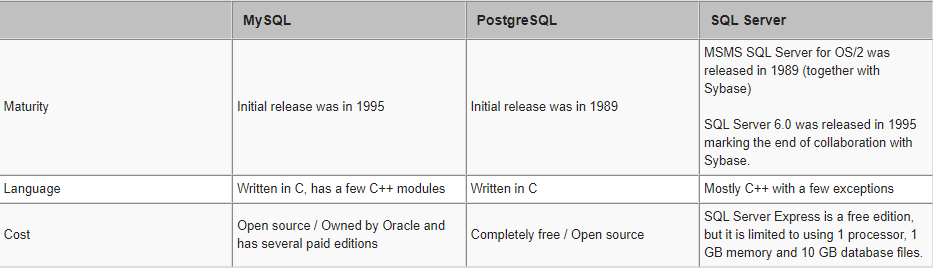 MySQL PostgreSQL SQL Server
Maturity
Initial release was in 1995
Initial release was in 1989
MSMS SQL Server for OS/2 was
released in 1989 (together with
Sybase)
SQL Server 6.0 was released in 1995
marking the end of collaboration with
Sybase.
Language
Written in C, has a few C++ modules
Written in C
Mostly C++ with a few exceptions
Cost
Open source / Owned by Oracle and
has several paid editions
Completely free / Open source
SQL Server Express is a free edition,
but it is limited to using 1 processor, 1
GB memory and 10 GB database files.